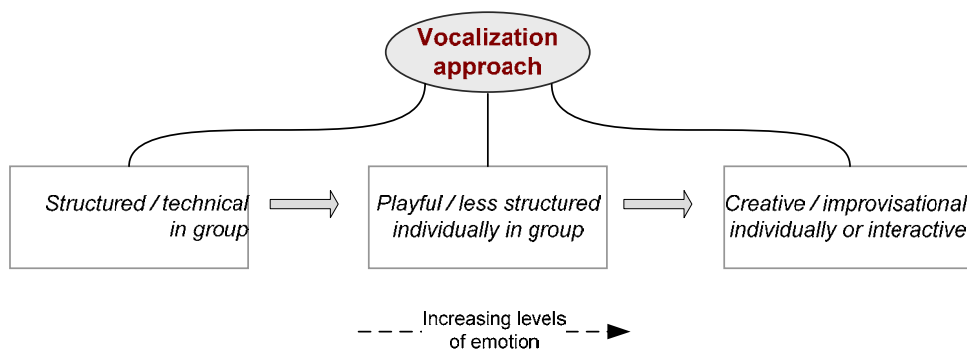 Vocalization
approach
Structured / technical
in group
Playful / less structured
individually in group
Creative / improvisational
individually or interactive
Increasing levels
of emotion